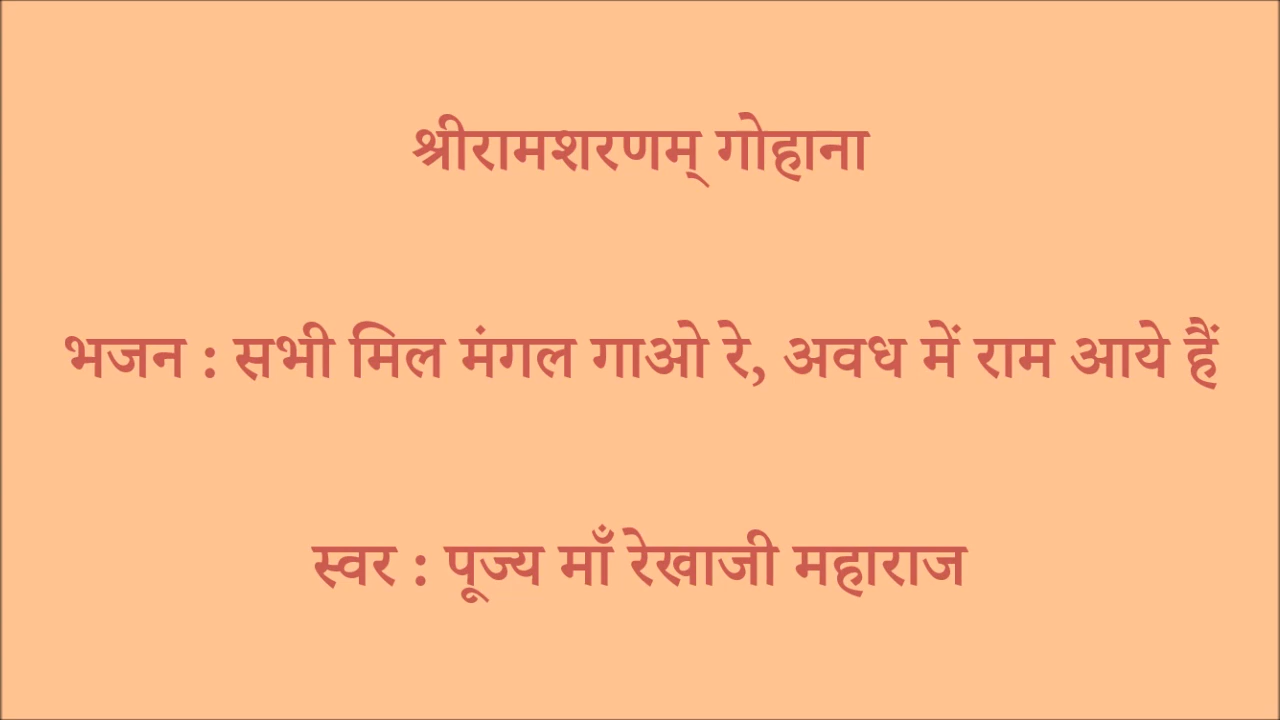 श्रीरामशरणम् गोहाना
भजन : सभी मिल मंगल गाओ रे, अवध में राम आये हैं
स्वर : पूज्य माँ रेखाजी महाराज